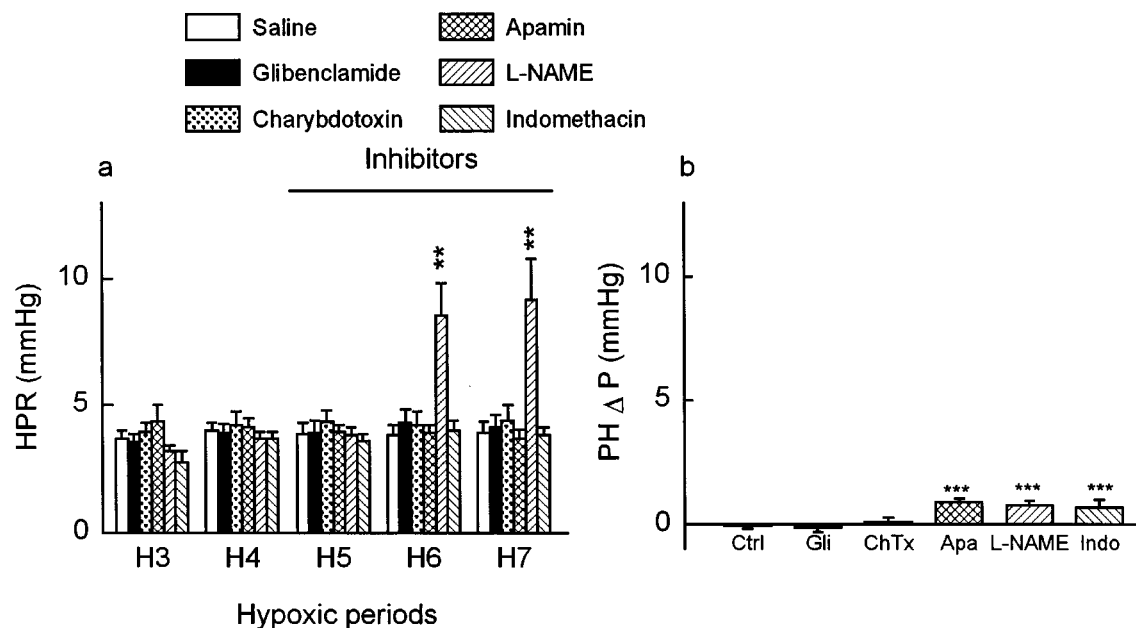 Saline
Apamin
Glibenclamide
L-NAME
Charybdotoxin
Indomethacin
a
Inhibitors
b
**
**
10
5
0
HPR (mmHg)
H3 H4 H5 H6 H7
Hypoxic periods
10
5
0
PH Δ P (mmHg)
*** *** ***
Ctrl Gli ChTx Apa L-NAME Indo